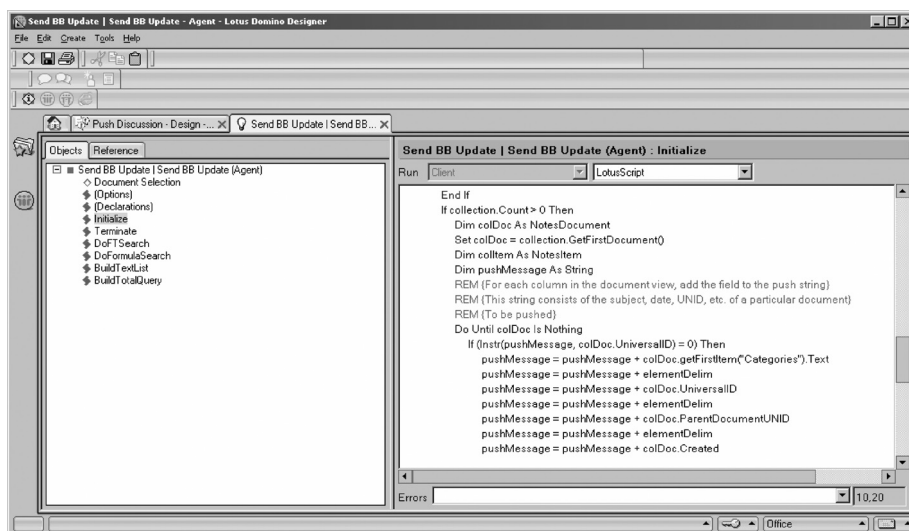 Send BB Update | Send BB Update - Agent - Lotus Domino Designer
File Edit Create Tools Help
Push Discussion - Design -... Send BB Update | Send BB...
Objects Reference
Send BB Update | Send BB Update (Agent)
Document Selection
(Options)
(Declarations)
Initialize
Terminate
DoFTSearch
DoFormulaSearch
BuildTextList
BuildTotalQuery
Send BB Update | Send BB Update (Agent) : Initialize
Run Client LotusScript
End If
If collection.Count > 0 Then
Dim colDoc As NotesDocument
Set colDoc = collection.GetFirstDocument()
Dim colItem As NotesItem
Dim pushMessage As String
REM {For each column in the document view, add the field to the push string}
REM {This string consists of the subject, date, UNID, etc. of a particular document}
REM {To be pushed}
Do Until colDoc Is Nothing
If (Instr(pushMessage, colDoc.UniversalID) = 0) Then
pushMessage = pushMessage + colDoc.getFirstItem("Categories").Text
pushMessage = pushMessage + elementDelim
pushMessage = pushMessage + colDoc.UniversalID
pushMessage = pushMessage + elementDelim
pushMessage = pushMessage + colDoc.ParentDocumentUNID
pushMessage = pushMessage + elementDelim
pushMessage = pushMessage + colDoc.Created
Errors 10,20
Office